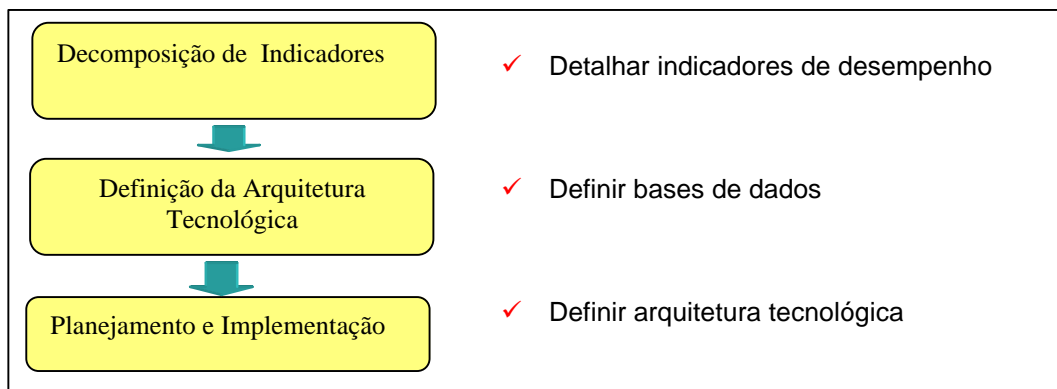 Decomposição de Indicadores
Detalhar indicadores de desempenho
Definição da Arquitetura
Tecnológica
Definir bases de dados
Planejamento e Implementação
Definir arquitetura tecnológica